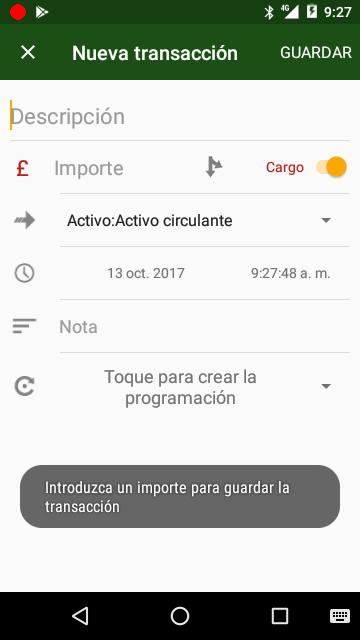 4G 9:27
Nueva transacción GUARDAR
Descripción
£ Importe Cargo
Activo:Activo circulante
13 oct. 2017 9:27:48 a. m.
Nota
Toque para crear la
programación
Introduzca un importe para guardar la
transacción